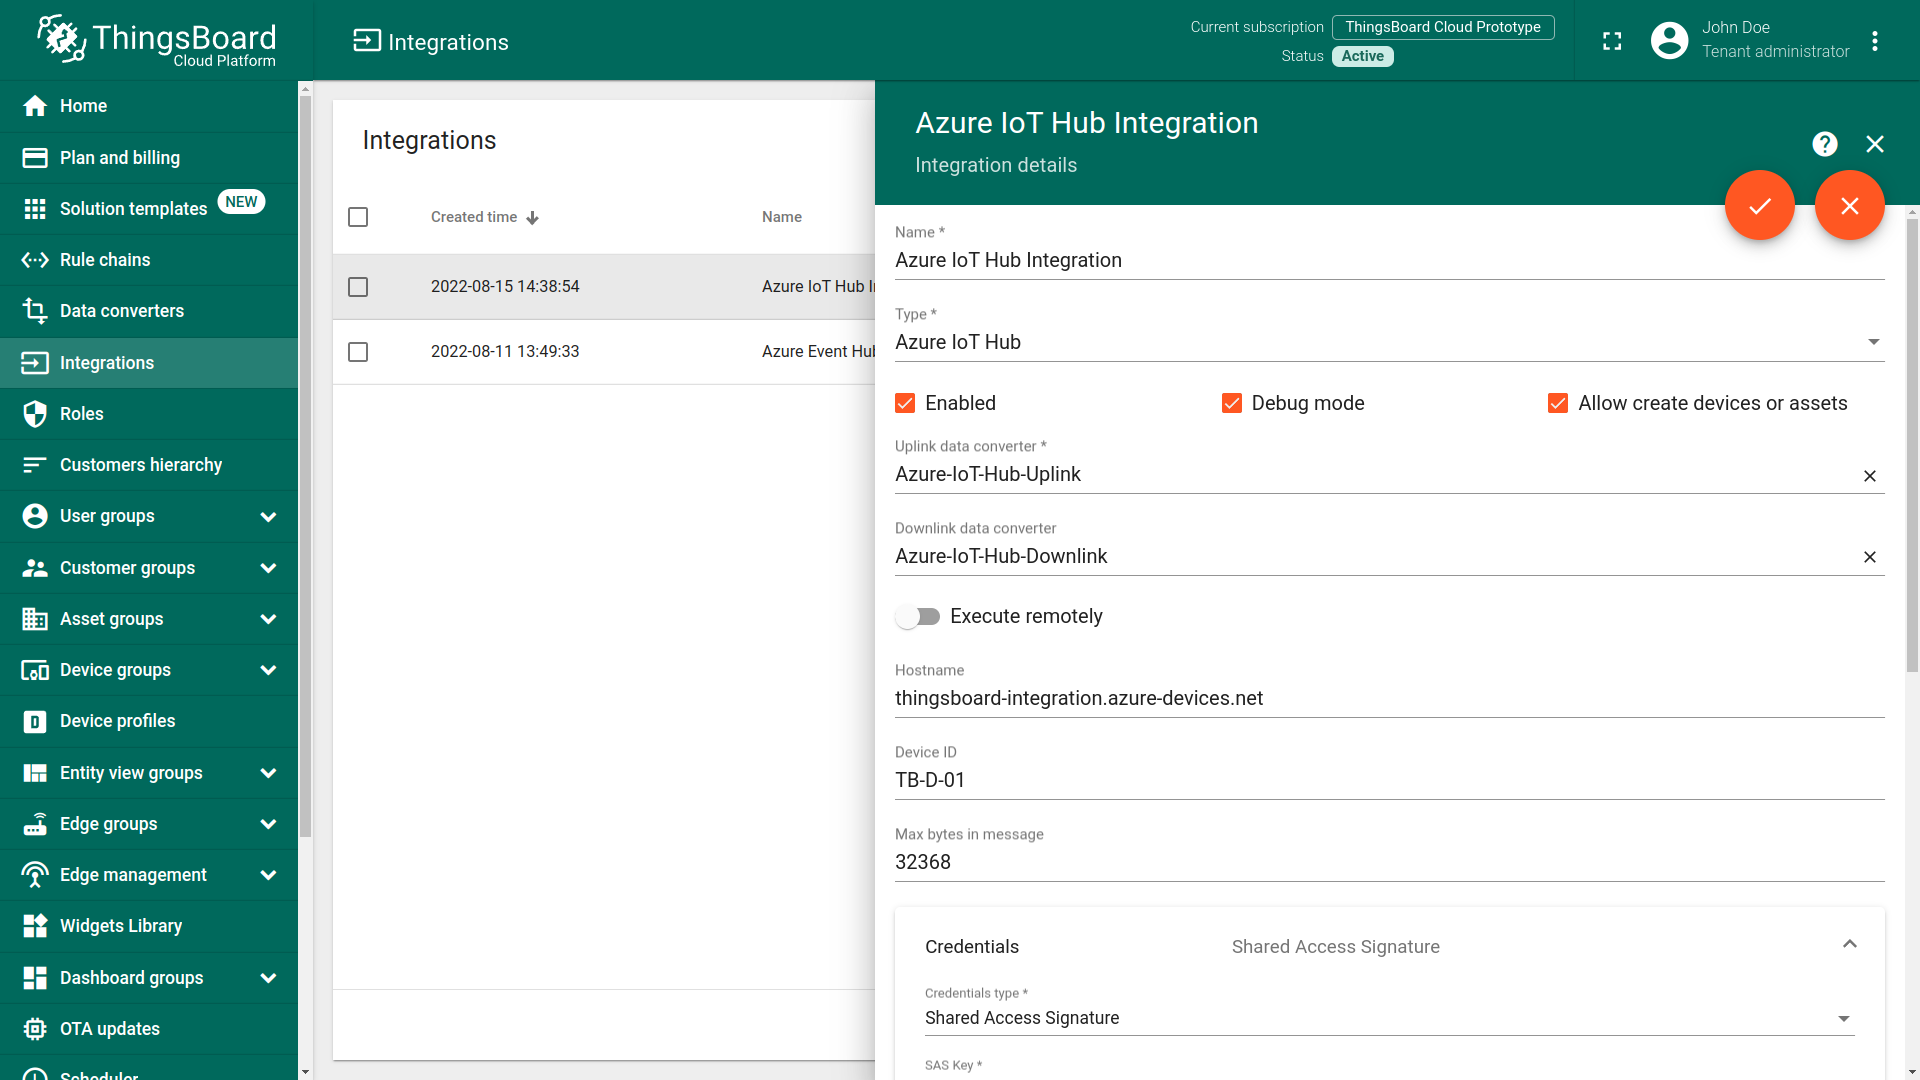 ThingsBoard
Cloud Platform
Integrations
Current subscription
ThingsBoard Cloud Prototype
Status
Active
John Doe
Tenant administrator
Home
Plan and billing
Solution templates
NEW
Rule chains
Data converters
Integrations
Roles
Customers hierarchy
User groups
Customer groups
Asset groups
Device groups
Device profiles
Entity view groups
Edge groups
Edge management
Widgets Library
Dashboard groups
OTA updates
Scheduler
Integrations
Created time
Name
2022-08-15 14:38:54
Azure IoT Hub
2022-08-11 13:49:33
Azure Event Hub
Azure IoT Hub Integration
Integration details
Name *
Azure IoT Hub Integration
Type *
Azure IoT Hub
Enabled
Debug mode
Allow create devices or assets
Uplink data converter *
Azure-IoT-Hub-Uplink
Downlink data converter
Azure-IoT-Hub-Downlink
Execute remotely
Hostname
thingsboard-integration.azure-devices.net
Device ID
TB-D-01
Max bytes in message
32368
Credentials
Shared Access Signature
Credentials type *
Shared Access Signature
SAS Key *